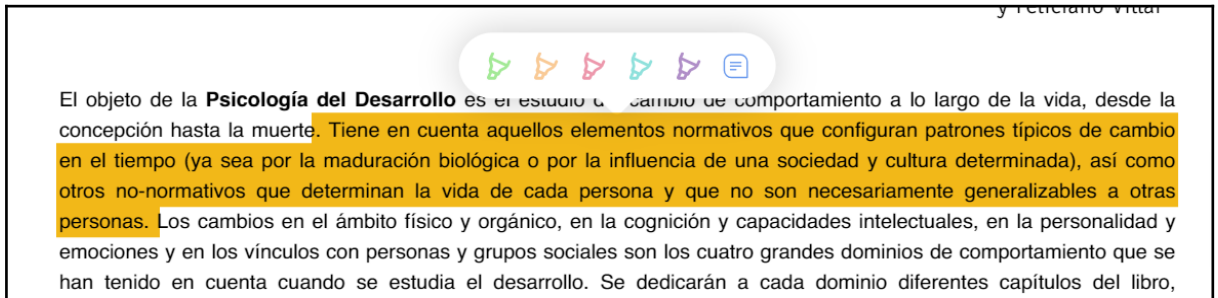 y Feliciano Villar
El objeto de la Psicología del Desarrollo es el estudio cambio de comportamiento a lo largo de la vida, desde la
concepción hasta la muerte. Tiene en cuenta aquellos elementos normativos que configuran patrones típicos de cambio
en el tiempo (ya sea por la maduración biológica o por la influencia de una sociedad y cultura determinada), así como
otros no-normativos que determinan la vida de cada persona y que no son necesariamente generalizables a otras
personas. Los cambios en el ámbito físico y orgánico, en la cognición y capacidades intelectuales, en la personalidad y
emociones y en los vínculos con personas y grupos sociales son los cuatro grandes dominios de comportamiento que se
han tenido en cuenta cuando se estudia el desarrollo. Se dedicarán a cada dominio diferentes capítulos del libro,